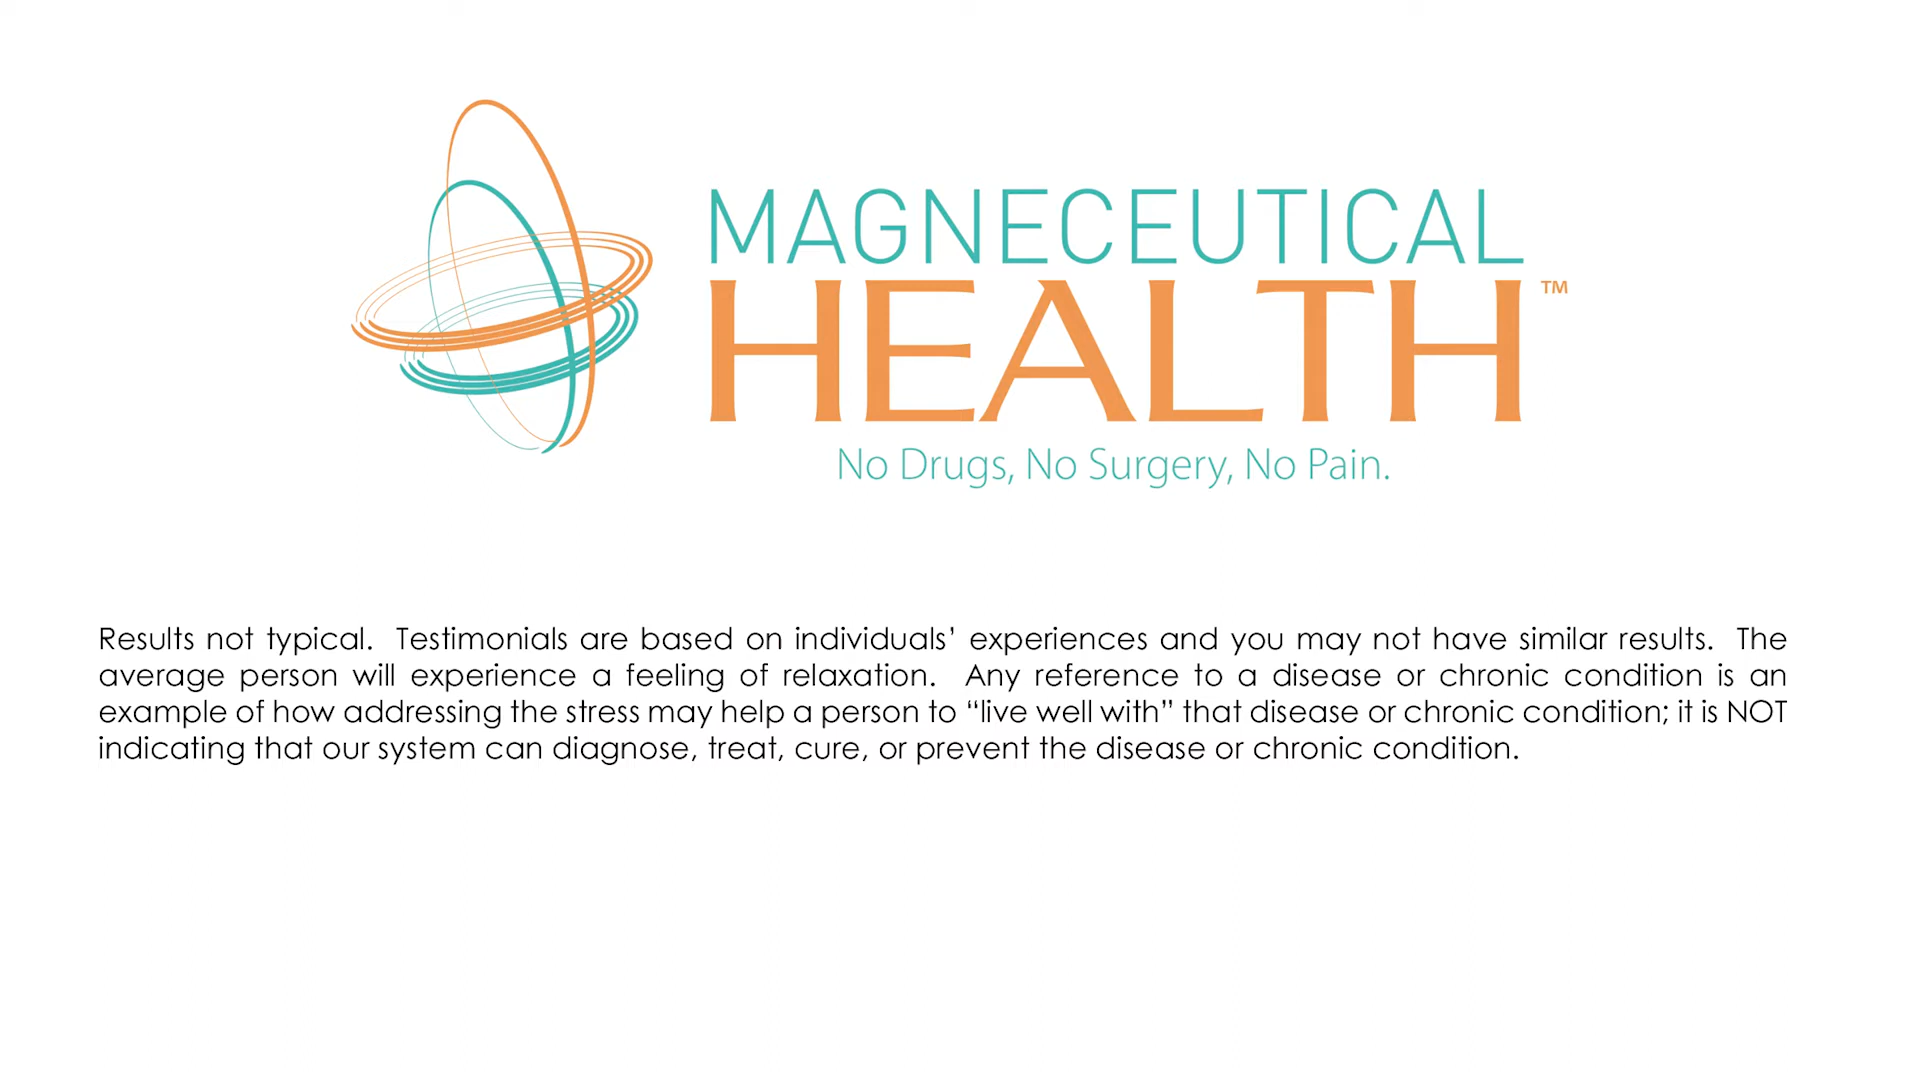 MAGNECEUTICAL
HEALTH™
No Drugs, No Surgery, No Pain.
Results not typical. Testimonials are based on individuals’ experiences and you may not have similar results. The
average person will experience a feeling of relaxation. Any reference to a disease or chronic condition is an
example of how addressing the stress may help a person to “live well with” that disease or chronic condition; it is NOT
indicating that our system can diagnose, treat, cure, or prevent the disease or chronic condition.